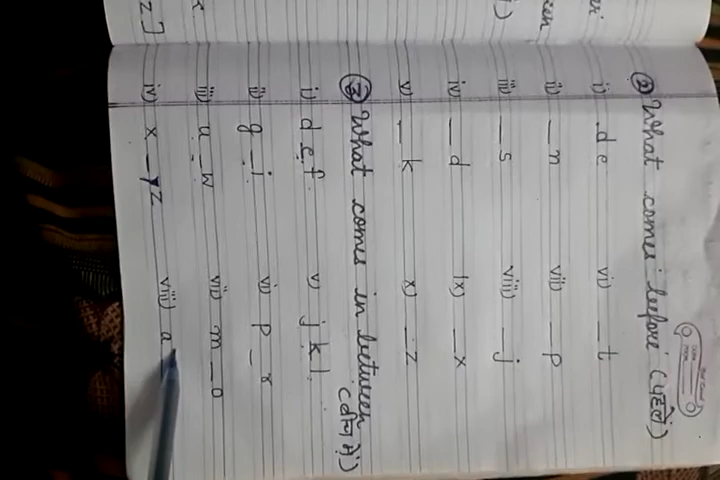 ② What comes before (पहले)
i) d e vi) _ t
ii) _ n vii) _ p
iii) _ s viii) _ j
iv) _ d ix) _ x
v) _ k x) _ z
③ What comes in between
(बीच में)
i) d e f v) j k l
ii) g _ i vi) p _ r
iii) u _ w vii) m _ o
iv) x _ z viii) a